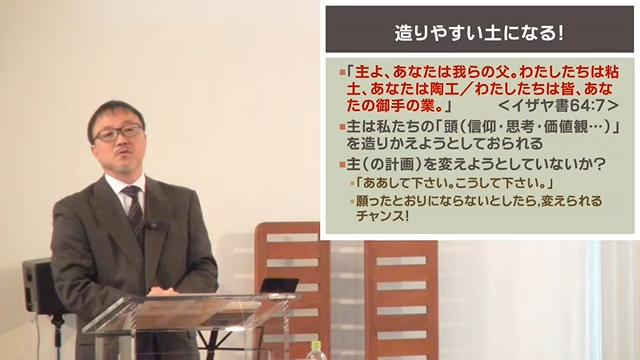 造りやすい土になる!
「主よ、あなたは我らの父。わたしたちは粘
土、あなたは陶工／わたしたちは皆、あな
たの御手の業。」 <イザヤ書64:7>
主は私たちの「頭(信仰・思考・価値観…)」
を造りかえようとしておられる
主(の計画)を変えようとしていないか?
「ああして下さい。こうして下さい。」
願ったとおりにならないとしたら,変えられる
チャンス!